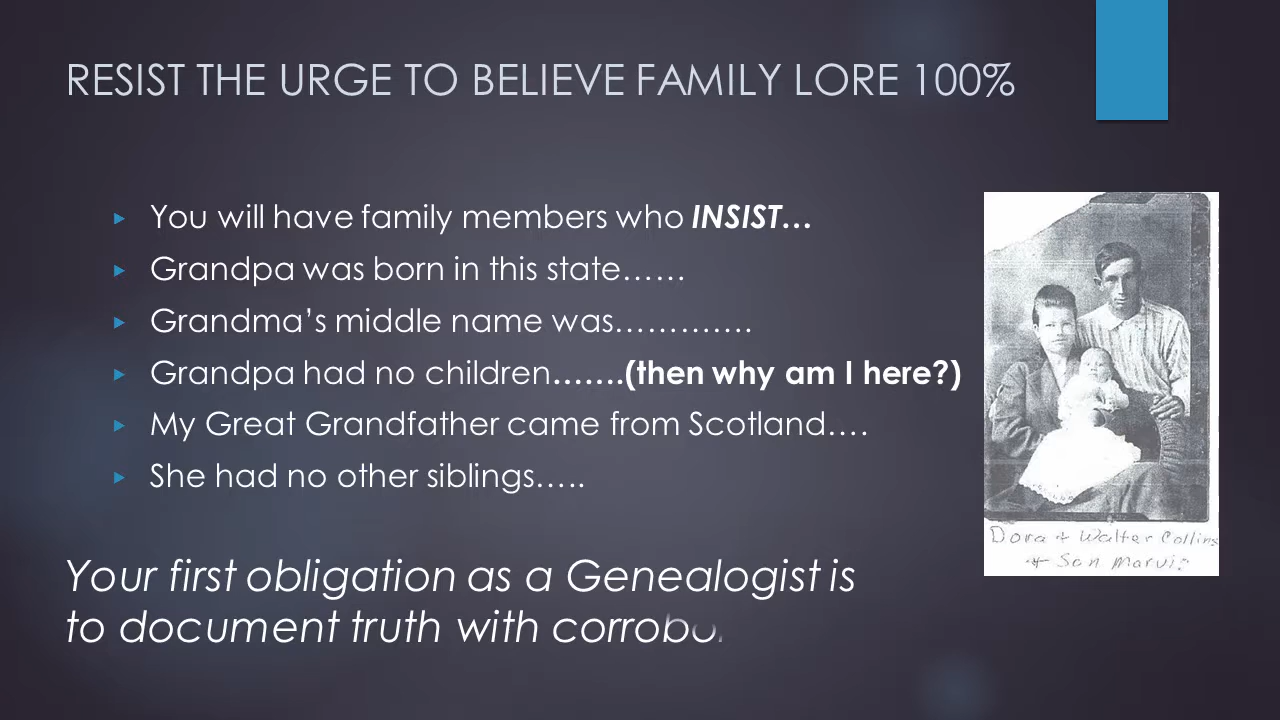 RESIST THE URGE TO BELIEVE FAMILY LORE 100%
You will have family members who INSIST…
Grandpa was born in this state……
Grandma’s middle name was………….
Grandpa had no children…….(then why am I here?)
My Great Grandfather came from Scotland….
She had no other siblings…..
Dora + Walter Collins
+ Son Marvis
Your first obligation as a Genealogist is
to document truth with